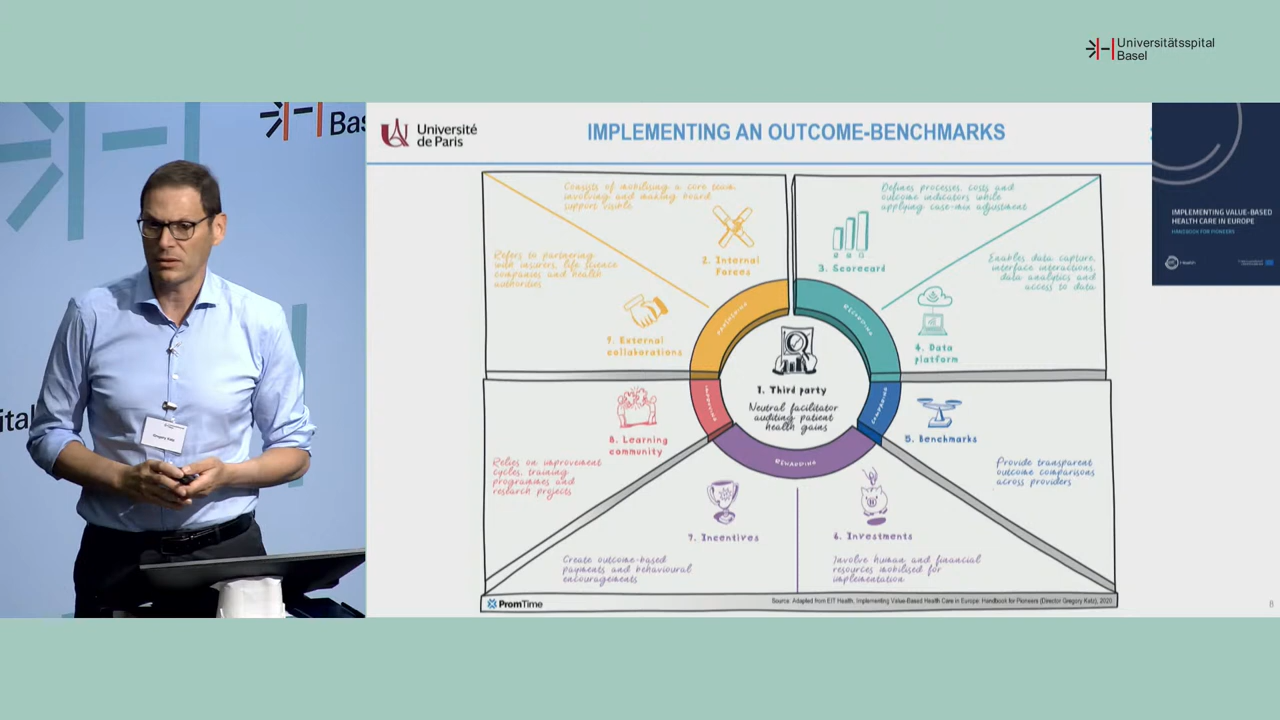 Universitätsspital
Basel
Bas
ital
Université
de Paris
IMPLEMENTING AN OUTCOME-BENCHMARKS
IMPLEMENTING VALUE-BASED
HEALTH CARE IN EUROPE
HANDBOOK FOR PIONEERS
Health
Consists of mobilising a core team,
involving and making board
support visible
2. Internal
Forces
Refers to partnering
with insurers, life science
companies and health
authorities
9. External
collaborations
Defines processes, costs and
outcome indicators while
applying case-mix adjustment
3. Scorecard
Enables data capture,
interface interactions,
data analytics and
access to data
4. Data
platform
1. Third party
Neutral facilitator
auditing patient
health gains
8. Learning
community
Relies on improvement
cycles, training
programmes and
research projects
5. Benchmarks
Provide transparent
outcome comparisons
across providers
REWARDING
7. Incentives
Create outcome-based
payments and behavioural
encouragements
6. Investments
Involve human and financial
resources mobilised for
implementation
PromTime
Source: Adapted from EIT Health, Implementing Value-Based Health Care in Europe: Handbook for Pioneers (Director Gregory Katz), 2020.
8